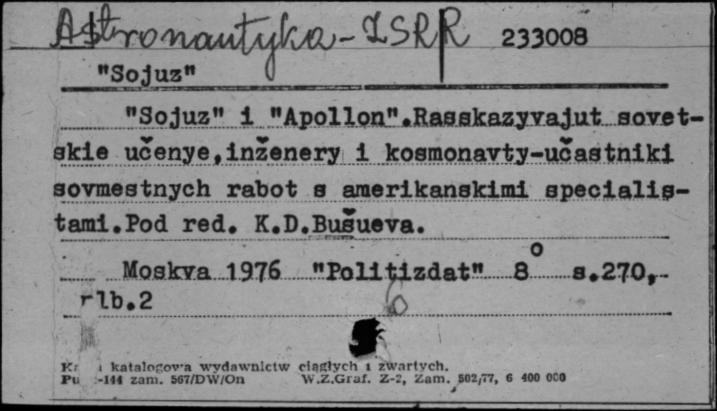 Astronautyka - ZSRR 233008
"Sojuz"
"Sojuz" i "Apollon".Rasskazyvajut sovet-
skie učenye,inženery i kosmonavty-učastniki
sovmestnych rabot s amerikanskimi specialis-
tami.Pod red. K.D.Bušueva.
Moskva 1976 "Politizdat" 8° s.270,
rlb.2
6
katalogowa wydawnictw ciągłych i zwartych.
Pu -144 zam. 567/DW/On W.Z.Graf. Z-2, Zam. 502/77, 6 400 000